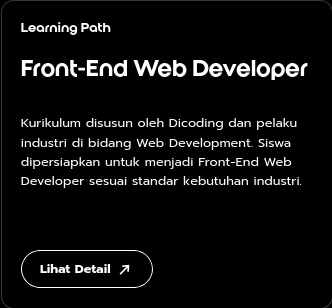 Learning Path
Front-End Web Developer
Kurikulum disusun oleh Dicoding dan pelaku
industri di bidang Web Development. Siswa
dipersiapkan untuk menjadi Front-End Web
Developer sesuai standar kebutuhan industri.
Lihat Detail